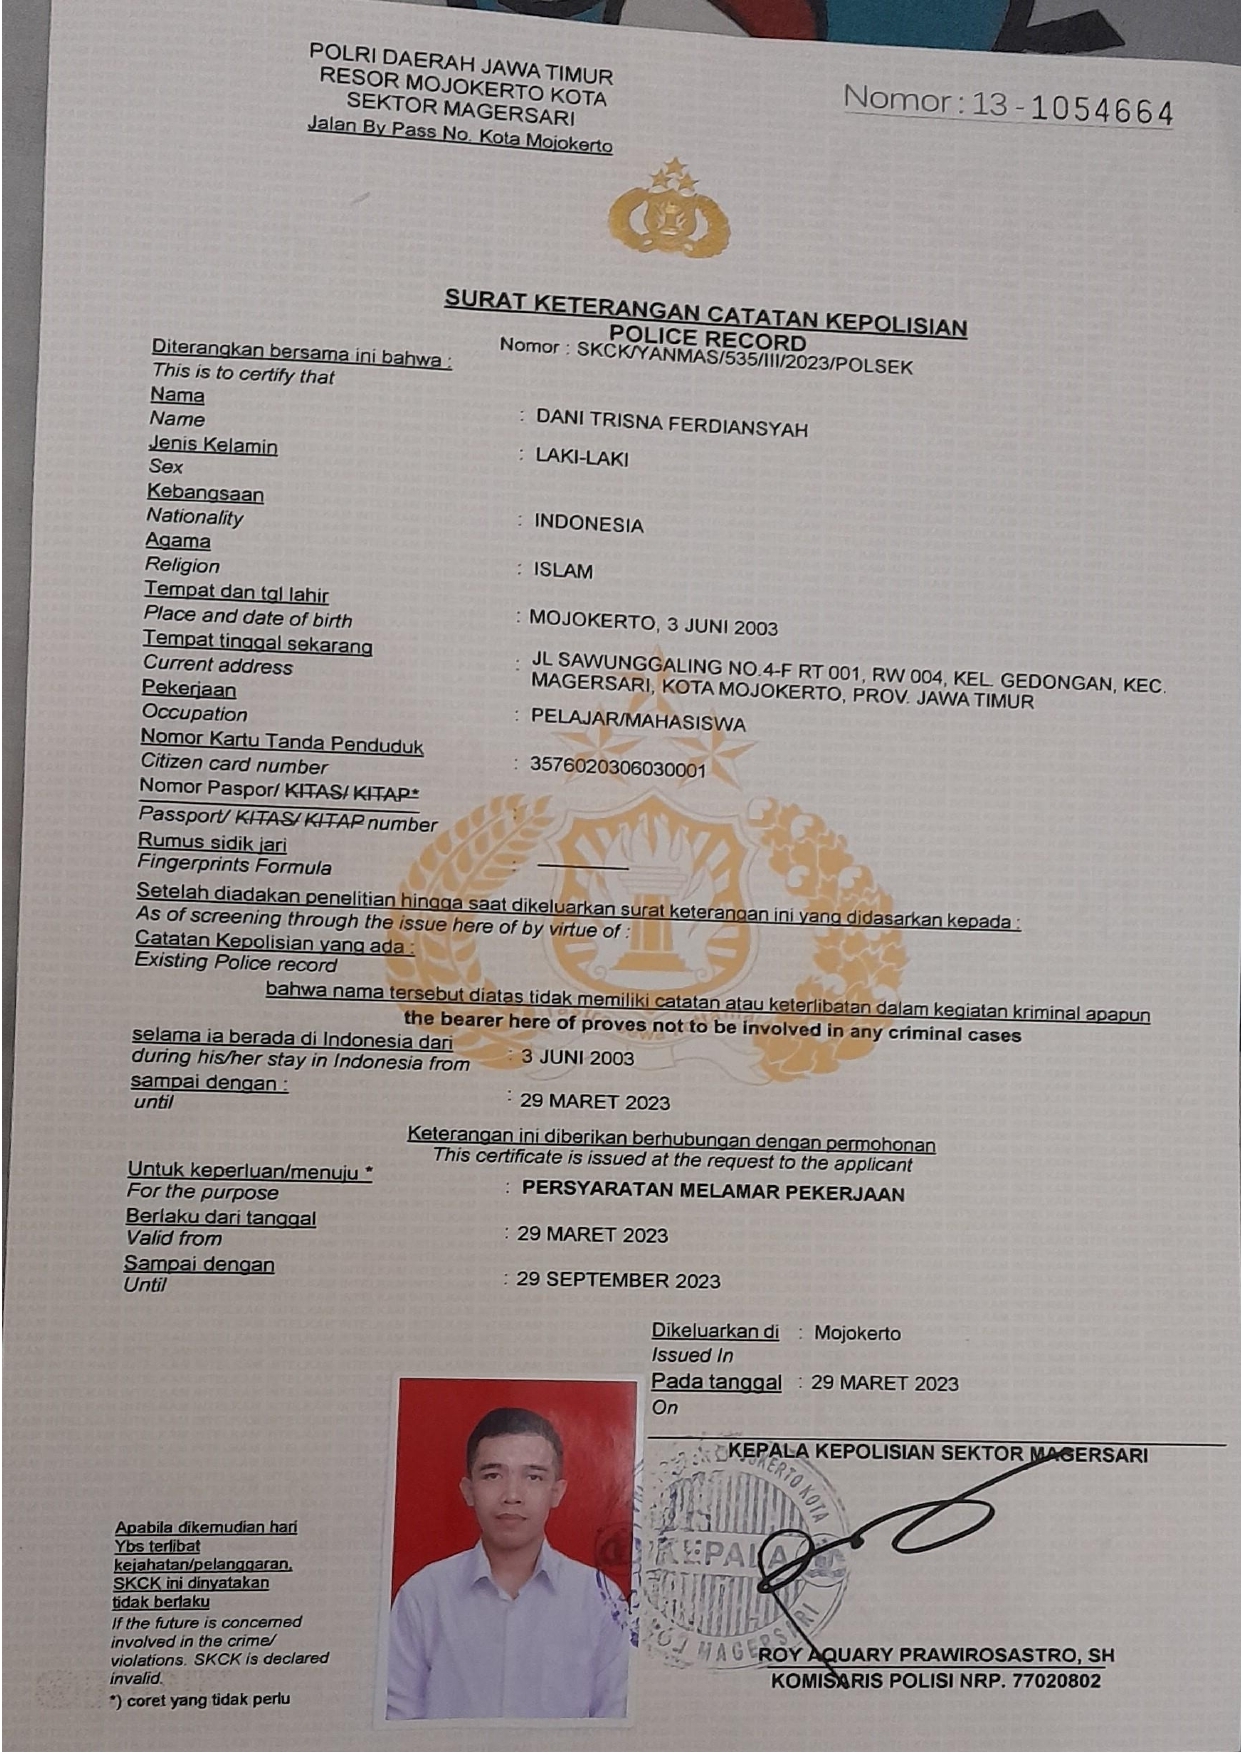 POLRI DAERAH JAWA TIMUR
RESOR MOJOKERTO KOTA
SEKTOR MAGERSARI
Jalan By Pass No. Kota Mojokerto
Nomor : 13 - 1054664
SURAT KETERANGAN CATATAN KEPOLISIAN
POLICE RECORD
Nomor : SKCK/YANMAS/535/III/2023/POLSEK
Diterangkan bersama ini bahwa :
This is to certify that
Nama
Name : DANI TRISNA FERDIANSYAH
Jenis Kelamin : LAKI-LAKI
Sex
Kebangsaan
Nationality : INDONESIA
Agama
Religion : ISLAM
Tempat dan tgl lahir
Place and date of birth : MOJOKERTO, 3 JUNI 2003
Tempat tinggal sekarang
Current address : JL SAWUNGGALING NO.4-F RT 001, RW 004, KEL. GEDONGAN, KEC.
MAGERSARI, KOTA MOJOKERTO, PROV. JAWA TIMUR
Pekerjaan
Occupation : PELAJAR/MAHASISWA
Nomor Kartu Tanda Penduduk
Citizen card number : 3576020306030001
Nomor Paspor/ KITAS/ KITAP*
Passport/ KITAS/ KITAP number :
Rumus sidik jari
Fingerprints Formula :
Setelah diadakan penelitian hingga saat dikeluarkan surat keterangan ini yang didasarkan kepada :
As of screening through the issue here of by virtue of :
Catatan Kepolisian yang ada :
Existing Police record
bahwa nama tersebut diatas tidak memiliki catatan atau keterlibatan dalam kegiatan kriminal apapun
the bearer here of proves not to be involved in any criminal cases
selama ia berada di Indonesia dari
during his/her stay in Indonesia from : 3 JUNI 2003
sampai dengan :
until : 29 MARET 2023
Keterangan ini diberikan berhubungan dengan permohonan
This certificate is issued at the request to the applicant
Untuk keperluan/menuju *
For the purpose : PERSYARATAN MELAMAR PEKERJAAN
Berlaku dari tanggal
Valid from : 29 MARET 2023
Sampai dengan
Until : 29 SEPTEMBER 2023
Dikeluarkan di : Mojokerto
Issued In
Pada tanggal : 29 MARET 2023
On
KEPALA KEPOLISIAN SEKTOR MAGERSARI
MOJOKERTO KOTA
KEPALA
MAGERSARI
ROY AQUARY PRAWIROSASTRO, SH
KOMISARIS POLISI NRP. 77020802
Apabila dikemudian hari
Ybs terlibat
kejahatan/pelanggaran,
SKCK ini dinyatakan
tidak berlaku
If the future is concerned
involved in the crime/
violations. SKCK is declared
invalid.
*) coret yang tidak perlu